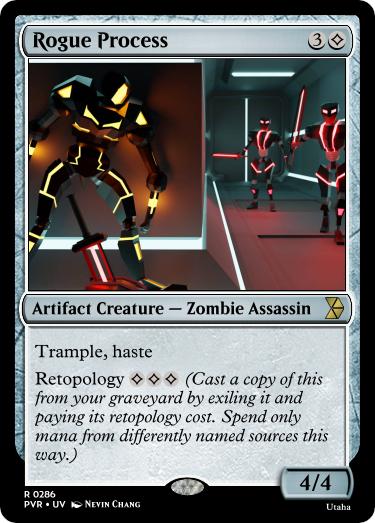 Rogue Process 3
Artifact Creature — Zombie Assassin
Trample, haste
Retopology (Cast a copy of this
from your graveyard by exiling it and
paying its retopology cost. Spend only
mana from differently named sources this
way.)
4/4
R 0286
PVR • UV Nevin Chang
Utaha